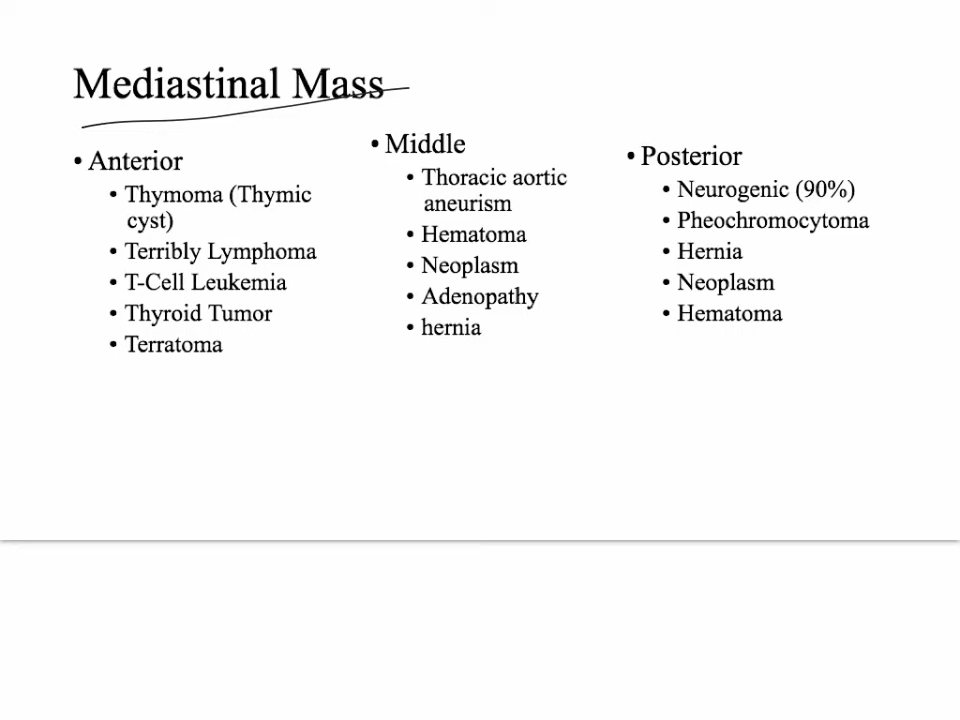 Mediastinal Mass
• Anterior
• Thymoma (Thymic
cyst)
• Terribly Lymphoma
• T-Cell Leukemia
• Thyroid Tumor
• Terratoma
• Middle
• Thoracic aortic
aneurism
• Hematoma
• Neoplasm
• Adenopathy
• hernia
• Posterior
• Neurogenic (90%)
• Pheochromocytoma
• Hernia
• Neoplasm
• Hematoma